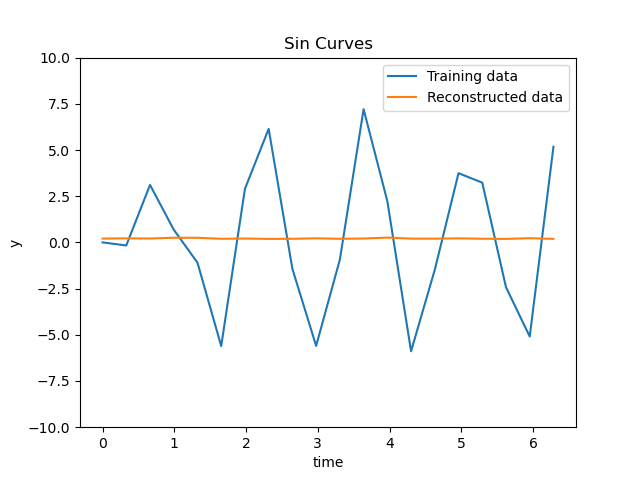 Sin Curves
Training data
Reconstructed data
10.0
7.5
5.0
2.5
0.0
−2.5
−5.0
−7.5
−10.0
y
0 1 2 3 4 5 6
time